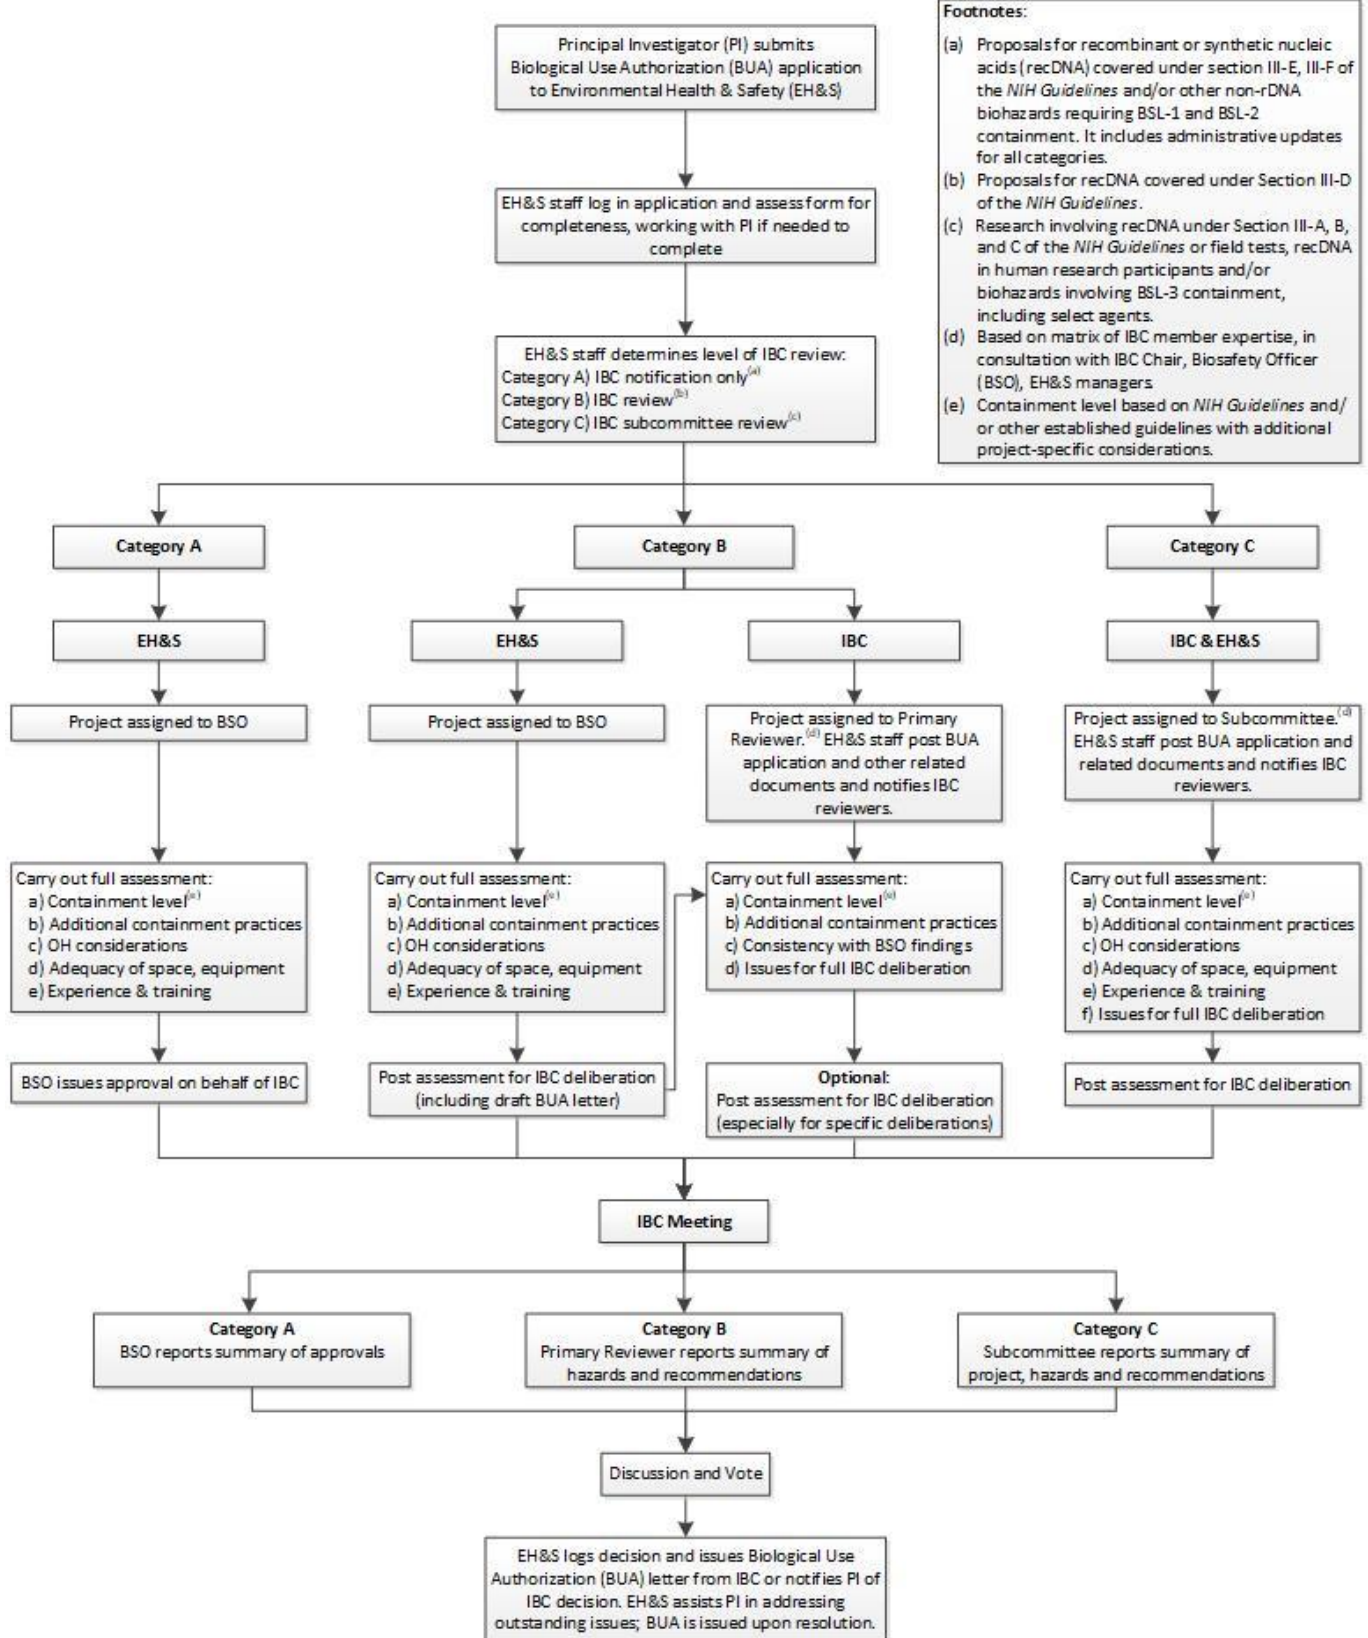 Principal Investigator (PI) submits
Biological Use Authorization (BUA) application
to Environmental Health & Safety (EH&S)
Footnotes:
(a) Proposals for recombinant or synthetic nucleic
acids (recDNA) covered under section III-E, III-F of
the NIH Guidelines and/or other non-rDNA
biohazards requiring BSL-1 and BSL-2
containment. It includes administrative updates
for all categories.
(b) Proposals for recDNA covered under Section III-D
of the NIH Guidelines.
(c) Research involving recDNA under Section III-A, B,
and C of the NIH Guidelines or field tests, recDNA
in human research participants and/or
biohazards involving BSL-3 containment,
including select agents.
(d) Based on matrix of IBC member expertise, in
consultation with IBC Chair, Biosafety Officer
(BSO), EH&S managers.
(e) Containment level based on NIH Guidelines and/
or other established guidelines with additional
project-specific considerations.
EH&S staff log in application and assess form for
completeness, working with PI if needed to
complete
EH&S staff determines level of IBC review:
Category A) IBC notification only(a)
Category B) IBC review(b)
Category C) IBC subcommittee review(c)
Category A
Category B
Category C
EH&S
EH&S
IBC
IBC & EH&S
Project assigned to BSO
Project assigned to BSO
Project assigned to Primary
Reviewer.(d) EH&S staff post BUA
application and other related
documents and notifies IBC
reviewers.
Project assigned to Subcommittee.(d)
EH&S staff post BUA application and
related documents and notifies IBC
reviewers.
Carry out full assessment:
a) Containment level(e)
b) Additional containment practices
c) OH considerations
d) Adequacy of space, equipment
e) Experience & training
Carry out full assessment:
a) Containment level(e)
b) Additional containment practices
c) OH considerations
d) Adequacy of space, equipment
e) Experience & training
Carry out full assessment:
a) Containment level(e)
b) Additional containment practices
c) Consistency with BSO findings
d) Issues for full IBC deliberation
Carry out full assessment:
a) Containment level(e)
b) Additional containment practices
c) OH considerations
d) Adequacy of space, equipment
e) Experience & training
f) Issues for full IBC deliberation
BSO issues approval on behalf of IBC
Post assessment for IBC deliberation
(including draft BUA letter)
Optional:
Post assessment for IBC deliberation
(especially for specific deliberations)
Post assessment for IBC deliberation
IBC Meeting
Category A
BSO reports summary of approvals
Category B
Primary Reviewer reports summary of
hazards and recommendations
Category C
Subcommittee reports summary of
project, hazards and recommendations
Discussion and Vote
EH&S logs decision and issues Biological Use
Authorization (BUA) letter from IBC or notifies PI of
IBC decision. EH&S assists PI in addressing
outstanding issues; BUA is issued upon resolution.